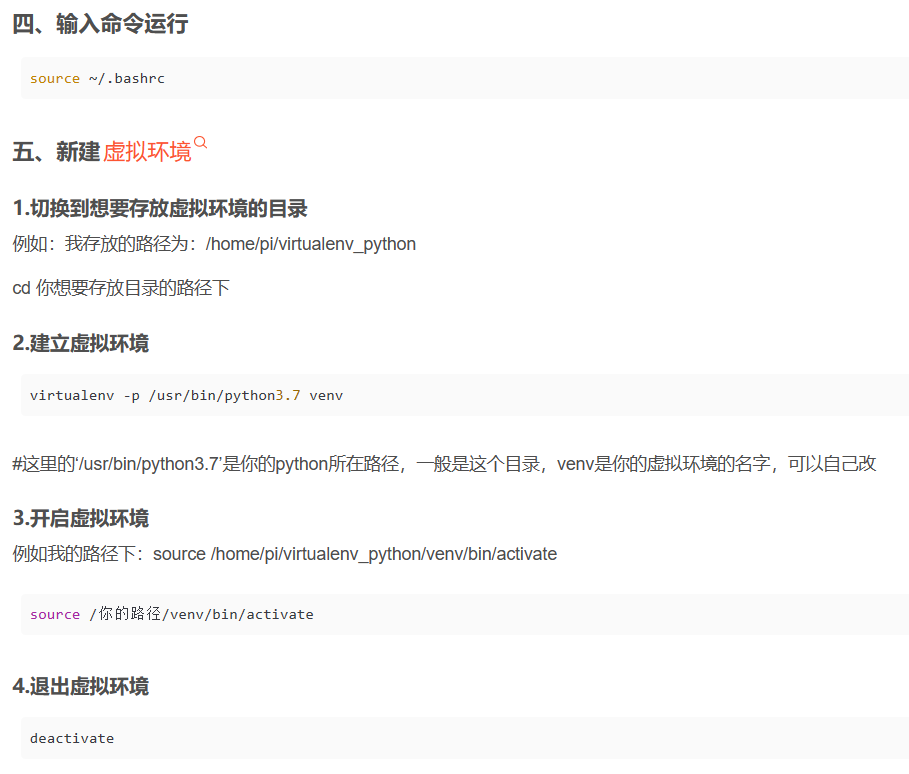 四、输入命令运行
source ~/.bashrc
五、新建虚拟环境
1.切换到想要存放虚拟环境的目录
例如：我存放的路径为：/home/pi/virtualenv_python
cd 你想要存放目录的路径下
2.建立虚拟环境
virtualenv -p /usr/bin/python3.7 venv
#这里的‘/usr/bin/python3.7’是你的python所在路径，一般是这个目录，venv是你的虚拟环境的名字，可以自己改
3.开启虚拟环境
例如我的路径下：source /home/pi/virtualenv_python/venv/bin/activate
source /你的路径/venv/bin/activate
4.退出虚拟环境
deactivate